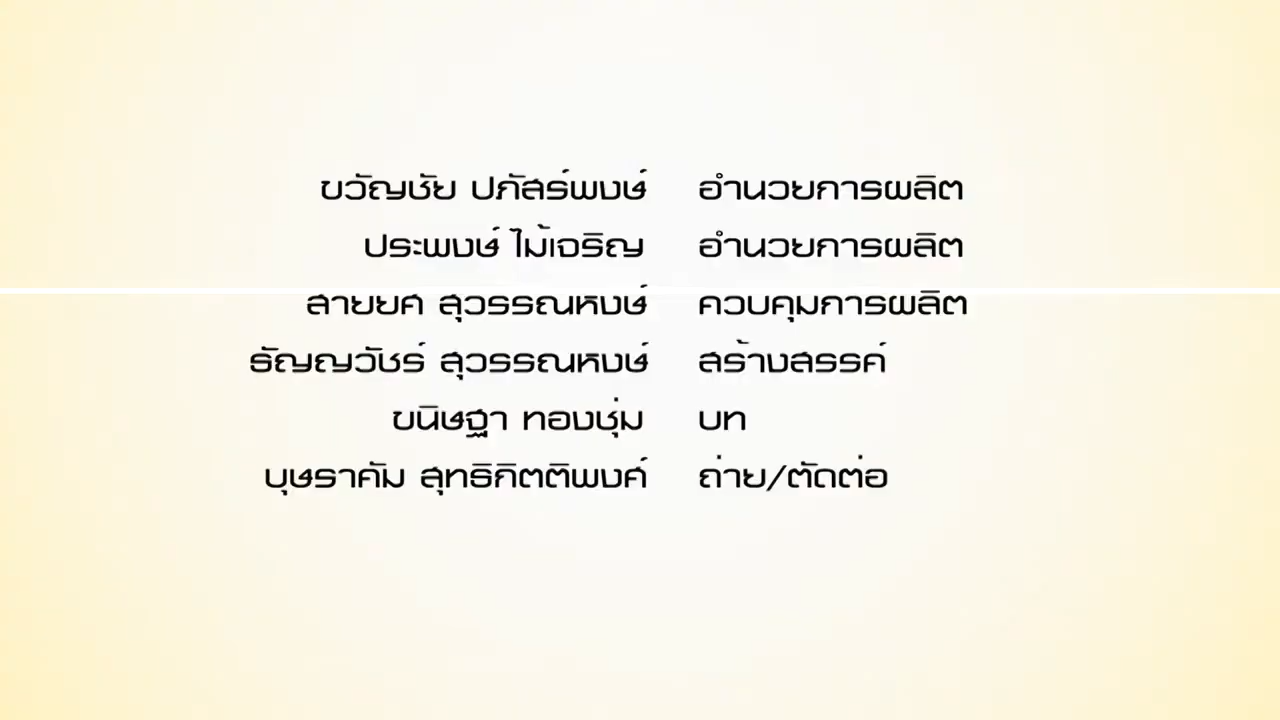 ขวัญชัย ปภัสร์พงษ์ อำนวยการผลิต
ประพงษ์ ไม้เจริญ อำนวยการผลิต
สายยศ สุวรรณหงษ์ ควบคุมการผลิต
ธัญญวัชร์ สุวรรณหงษ์ สร้างสรรค์
ขนิษฐา ทองชุ่ม บท
บุษราคัม สุทธิกิตติพงศ์ ถ่าย/ตัดต่อ